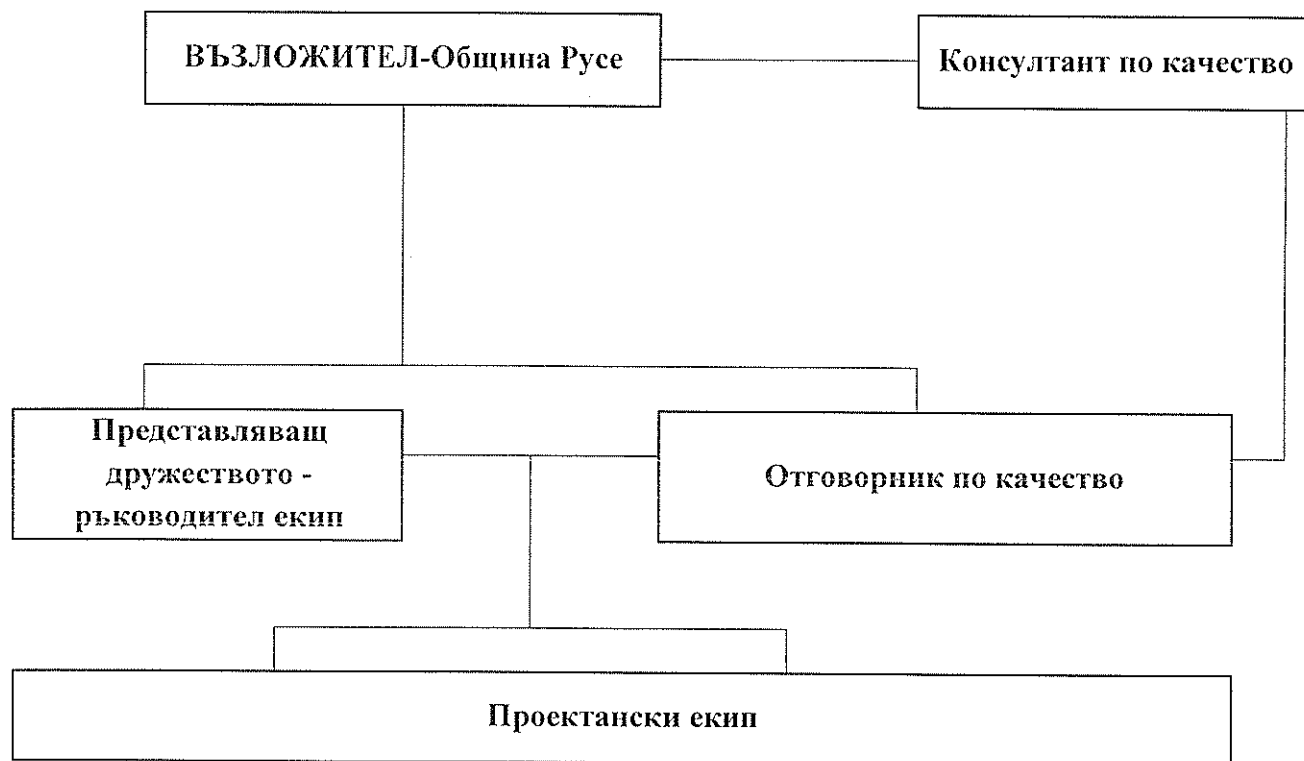 ВЪЗЛОЖИТЕЛ-Община Русе
Консултант по качество
Представляващ
дружеството -
ръководител екип
Отговорник по качество
Проектански екип